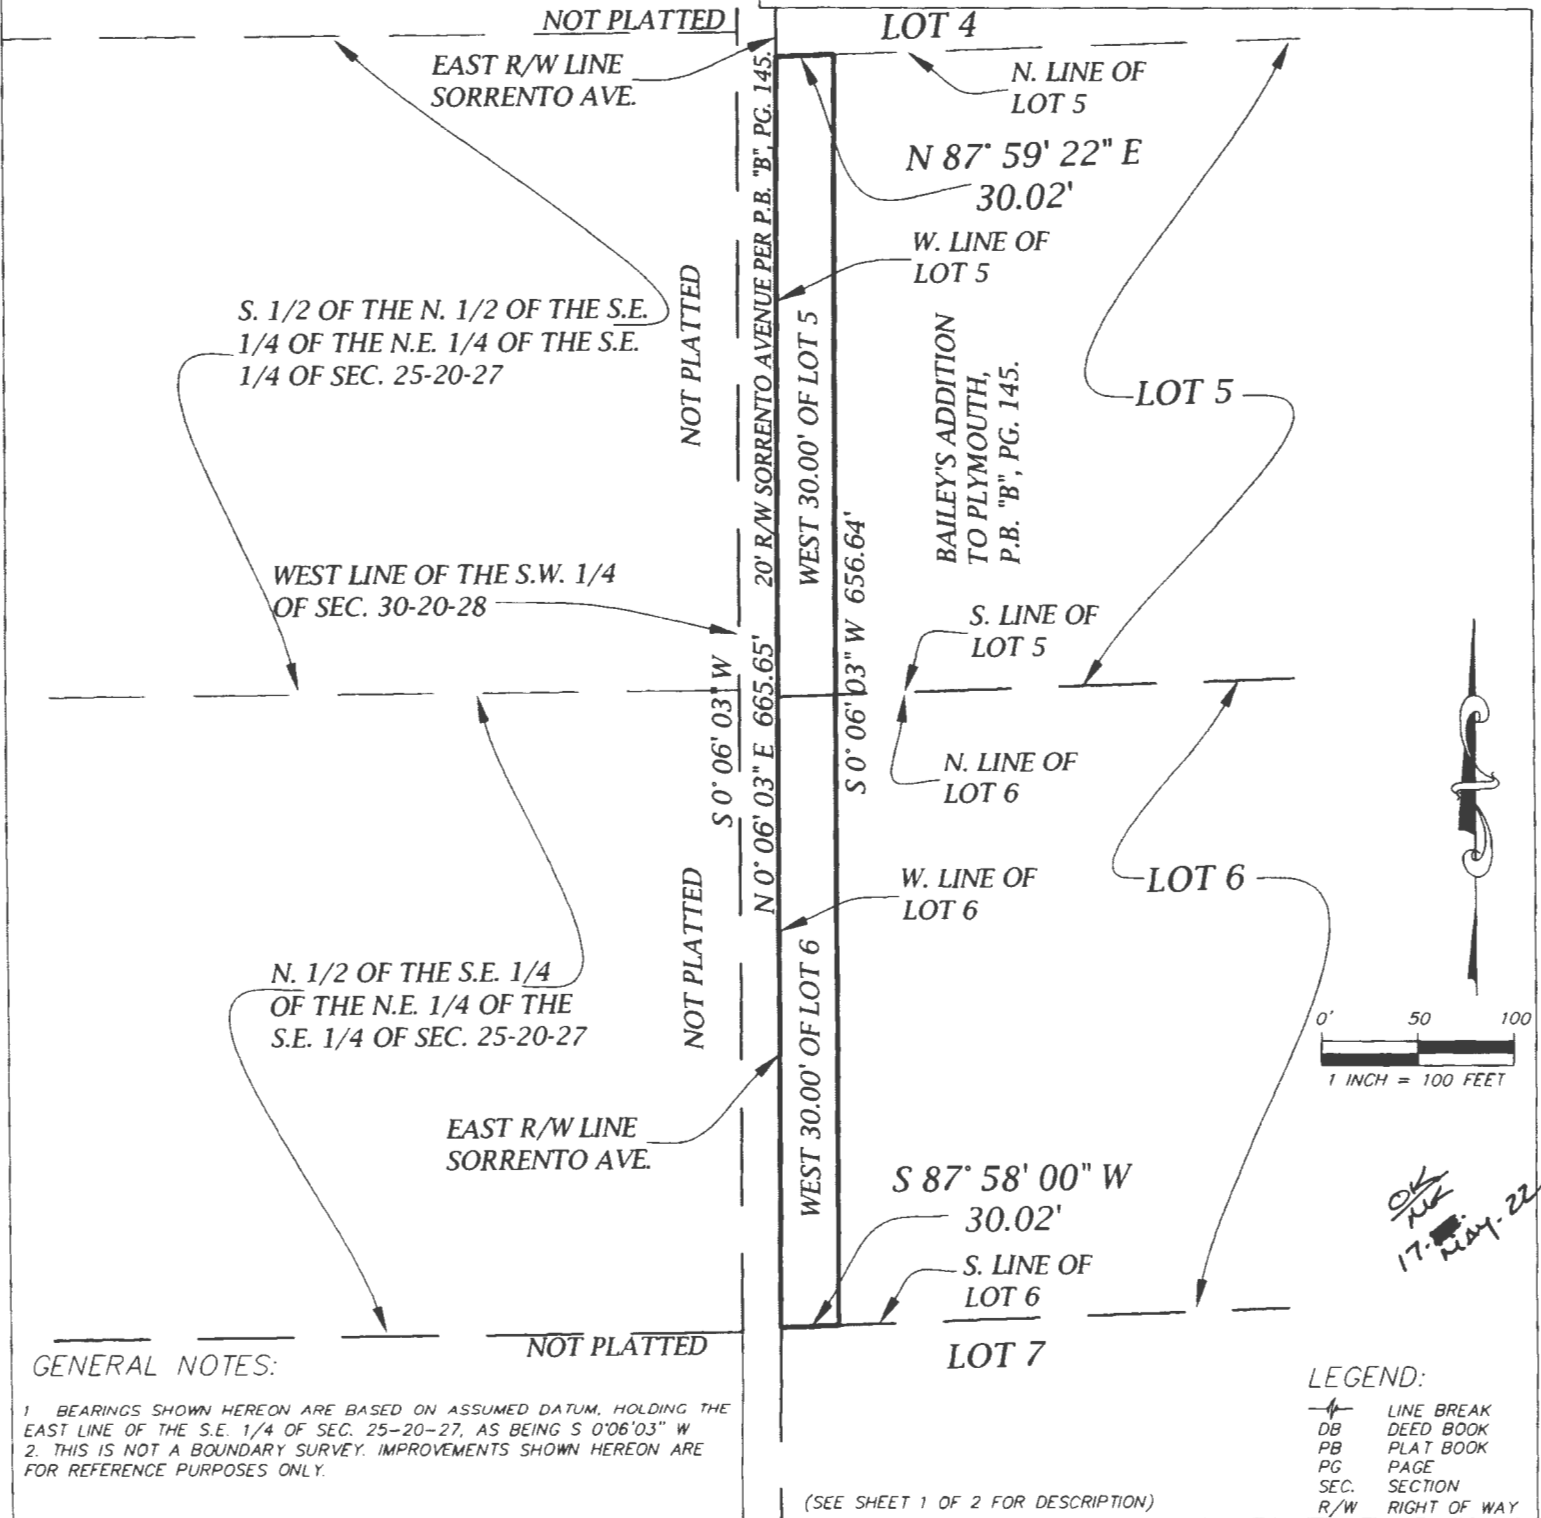 NOT PLATTED
LOT 4
EAST R/W LINE
SORRENTO AVE.
N. LINE OF
LOT 5
N 87° 59' 22" E
30.02'
W. LINE OF
LOT 5
20' R/W SORRENTO AVENUE PER P.B. "B", PG. 145.
WEST 30.00' OF LOT 5
NOT PLATTED
S. 1/2 OF THE N. 1/2 OF THE S.E.
1/4 OF THE N.E. 1/4 OF THE S.E.
1/4 OF SEC. 25-20-27
BAILEY'S ADDITION
TO PLYMOUTH,
P.B. "B", PG. 145.
LOT 5
WEST LINE OF THE S.W. 1/4
OF SEC. 30-20-28
S. LINE OF
LOT 5
S 0° 06' 03" W
N 0° 06' 03" E 665.65'
S 0° 06' 03" W 656.64'
N. LINE OF
LOT 6
W. LINE OF
LOT 6
LOT 6
NOT PLATTED
WEST 30.00' OF LOT 6
N. 1/2 OF THE S.E. 1/4
OF THE N.E. 1/4 OF THE
S.E. 1/4 OF SEC. 25-20-27
0' 50 100
1 INCH = 100 FEET
EAST R/W LINE
SORRENTO AVE.
S 87° 58' 00" W
30.02'
S. LINE OF
LOT 6
OK
17. May. 22
NOT PLATTED
LOT 7
GENERAL NOTES:
1 BEARINGS SHOWN HEREON ARE BASED ON ASSUMED DATUM, HOLDING THE
EAST LINE OF THE S.E. 1/4 OF SEC. 25-20-27, AS BEING S 0°06'03" W
2. THIS IS NOT A BOUNDARY SURVEY. IMPROVEMENTS SHOWN HEREON ARE
FOR REFERENCE PURPOSES ONLY.
LEGEND:
LINE BREAK
DB DEED BOOK
PB PLAT BOOK
PG PAGE
SEC. SECTION
R/W RIGHT OF WAY
(SEE SHEET 1 OF 2 FOR DESCRIPTION)